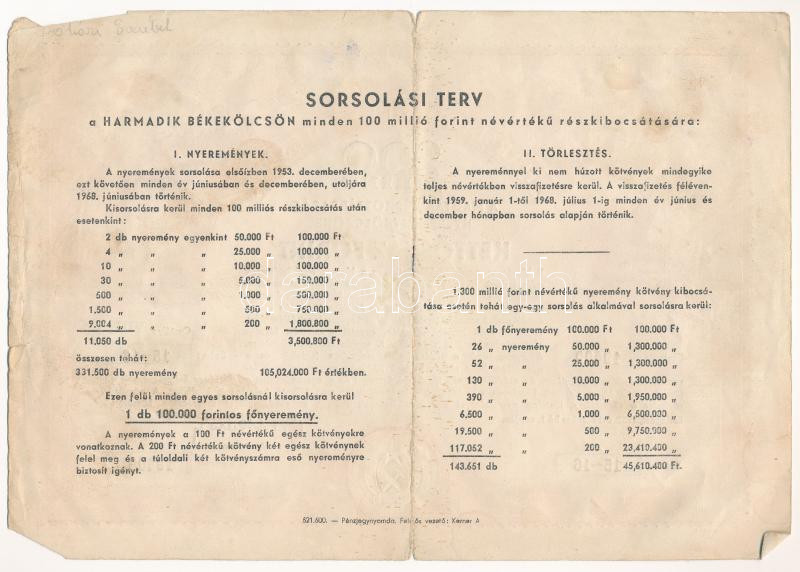 SORSOLÁSI TERV
a HARMADIK BÉKEKÖLCSÖN minden 100 millió forint névértékű részkibocsátására:
I. NYEREMÉNYEK.
A nyeremények sorsolása elsőízben 1953. decemberében,
ezt követően minden év júniusában és decemberében, utoljára
1968. júniusában történik.
Kisorsolásra kerül minden 100 milliós részkibocsátás után
esetenkint:
2 db nyeremény egyenkint 50.000 Ft 100.000 Ft
4 „ „ „ 25.000 „ 100.000 „
10 „ „ „ 10.000 „ 100.000 „
30 „ „ „ 5.000 „ 150.000 „
500 „ „ „ 1.000 „ 500.000 „
1,500 „ „ „ 500 „ 750.000 „
9.004 „ „ „ 200 „ 1,800.800 „
11.050 db 3,500.800 Ft
összesen tehát:
331.500 db nyeremény 105,024.000 Ft értékben.
Ezen felül minden egyes sorsolásnál kisorsolásra kerül
1 db 100.000 forintos főnyeremény.
A nyeremények a 100 Ft névértékű egész kötvényekre
vonatkoznak. A 200 Ft névértékű kötvény két egész kötvénynek
felel meg és a túloldali két kötvényszámra eső nyereményre
biztosít igényt.
II. TÖRLESZTÉS.
A nyereménnyel ki nem húzott kötvények mindegyike
teljes névértékben visszafizetésre kerül. A visszafizetés féléven-
kint 1959. január 1-től 1968. július 1-ig minden év június és
december hónapban sorsolás alapján történik.
1,300 millió forint névértékű nyeremény kötvény kibocsá-
tása esetén tehát egy-egy sorsolás alkalmával sorsolásra kerül:
1 db főnyeremény 100.000 Ft 100.000 Ft
26 „ nyeremény 50.000 „ 1,300.000 „
52 „ „ 25.000 „ 1,300.000 „
130 „ „ 10.000 „ 1,300.000 „
390 „ „ 5.000 „ 1,950.000 „
6.500 „ „ 1.000 „ 6,500.000 „
19.500 „ „ 500 „ 9,750.000 „
117.052 „ „ 200 „ 23,410.400 „
143.651 db 45,610.400 Ft.
521.600. — Pénzjegynyomda. Felelős vezető: Kerner A
darabanth